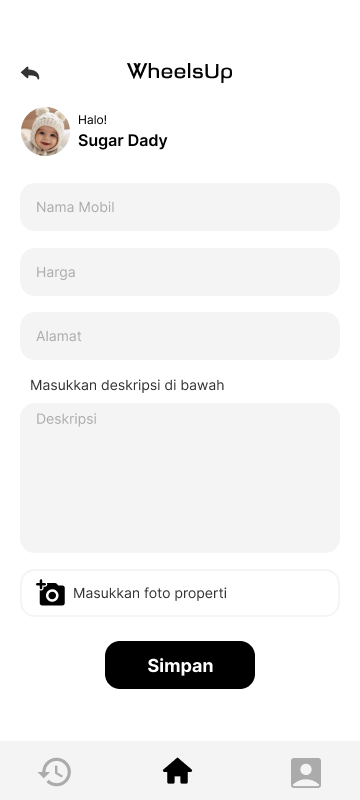 WheelsUp
Halo!
Sugar Dady
Nama Mobil
Harga
Alamat
Masukkan deskripsi di bawah
Deskripsi
Masukkan foto properti
Simpan